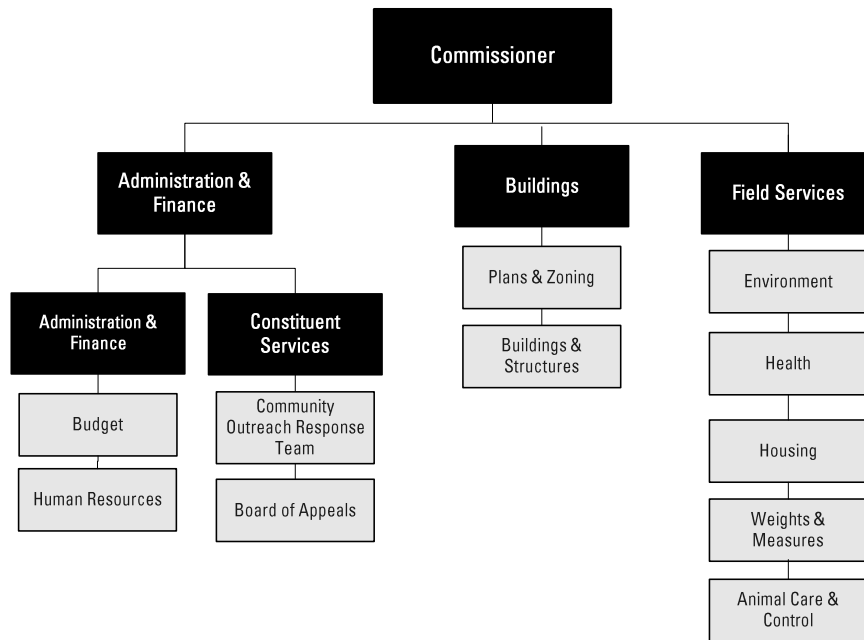 Commissioner
Administration &
Finance
Buildings
Field Services
Administration &
Finance
Constituent
Services
Plans & Zoning
Buildings &
Structures
Environment
Health
Housing
Weights &
Measures
Animal Care &
Control
Budget
Human Resources
Community
Outreach Response
Team
Board of Appeals